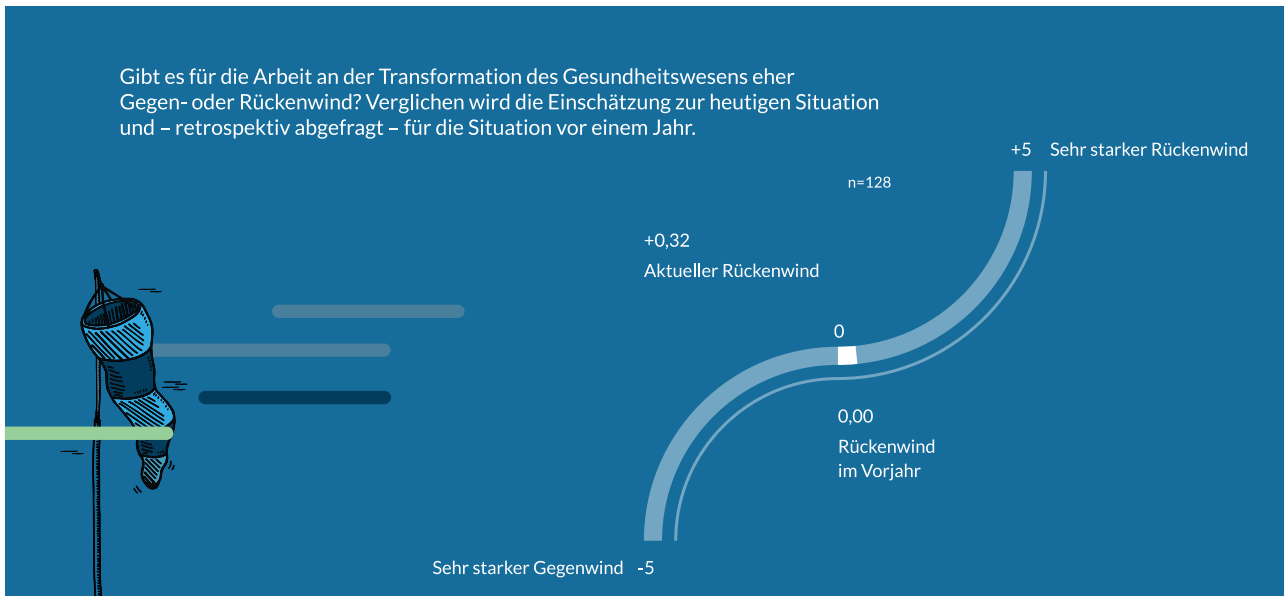 Gibt es für die Arbeit an der Transformation des Gesundheitswesens eher
Gegen- oder Rückenwind? Verglichen wird die Einschätzung zur heutigen Situation
und – retrospektiv abgefragt – für die Situation vor einem Jahr.
+5 Sehr starker Rückenwind
n=128
+0,32
Aktueller Rückenwind
0
0,00
Rückenwind
im Vorjahr
Sehr starker Gegenwind -5